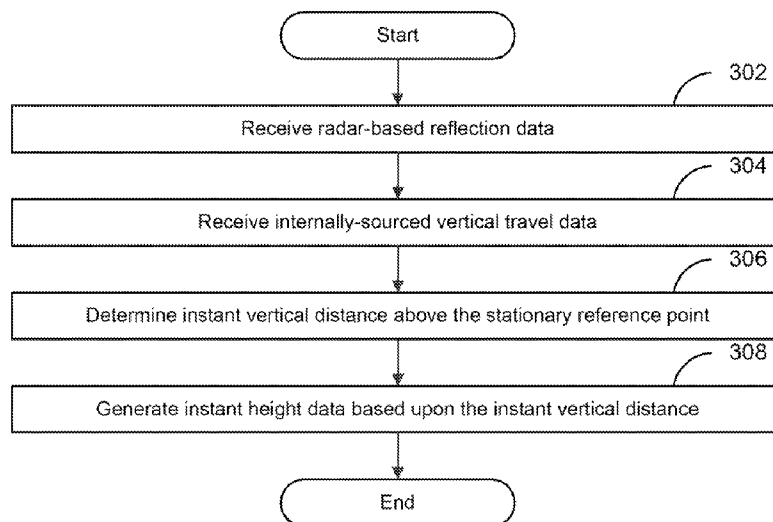 Start
302
Receive radar-based reflection data
304
Receive internally-sourced vertical travel data
306
Determine instant vertical distance above the stationary reference point
308
Generate instant height data based upon the instant vertical distance
End